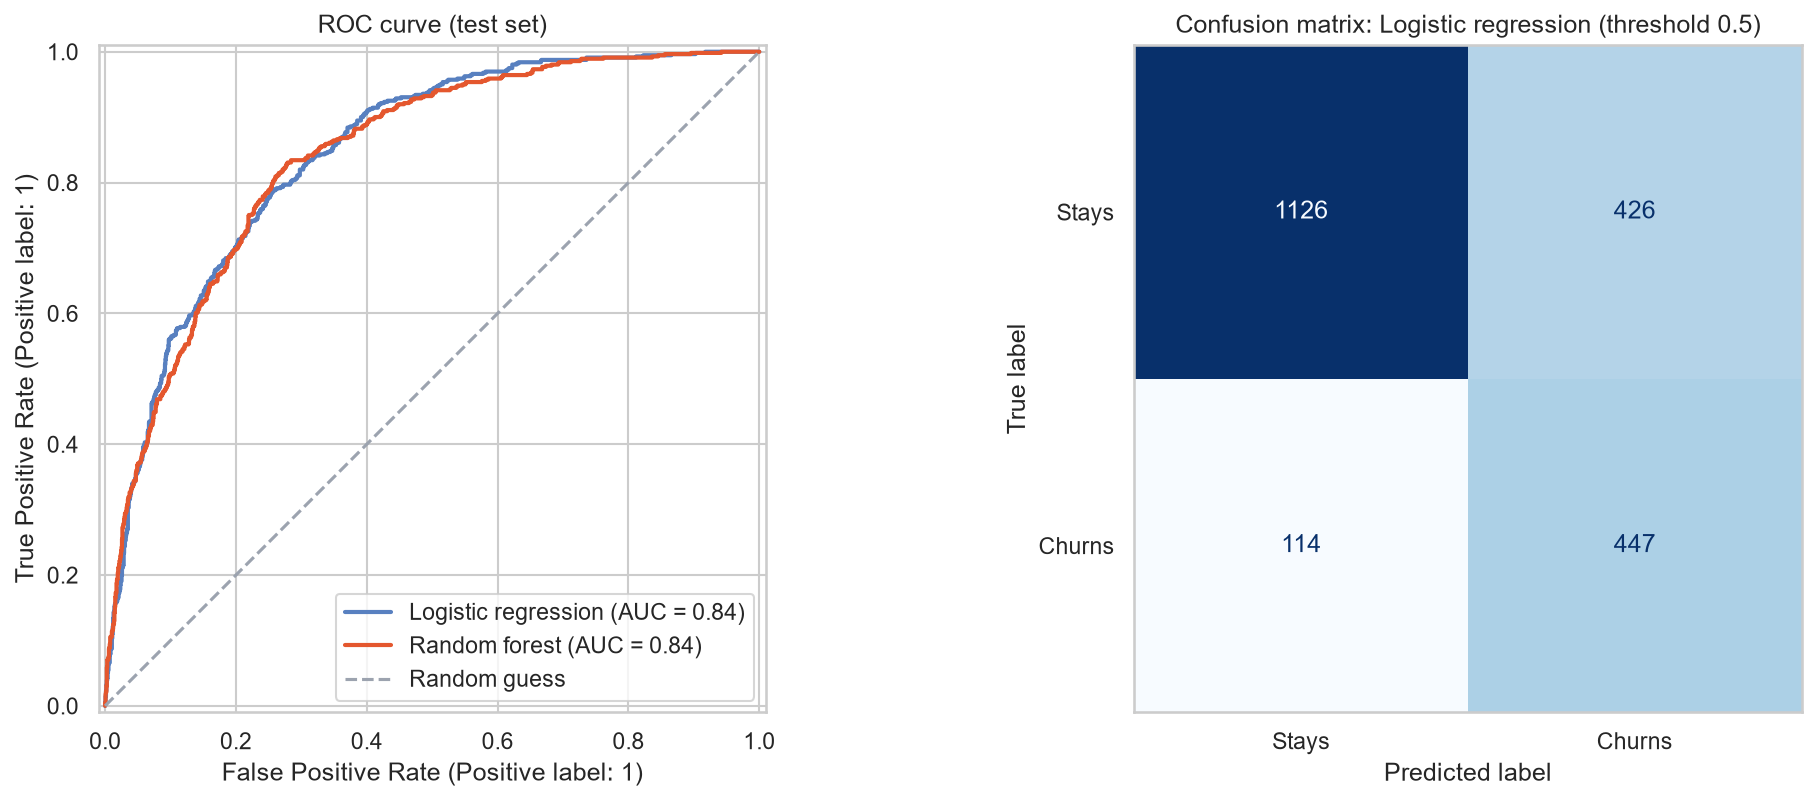 ROC curve (test set)
True Positive Rate (Positive label: 1)
1.0
0.8
0.6
0.4
0.2
0.0
Logistic regression (AUC = 0.84)
Random forest (AUC = 0.84)
Random guess
0.0 0.2 0.4 0.6 0.8 1.0
False Positive Rate (Positive label: 1)
Confusion matrix: Logistic regression (threshold 0.5)
True label
Stays 1126 426
Churns 114 447
Stays Churns
Predicted label